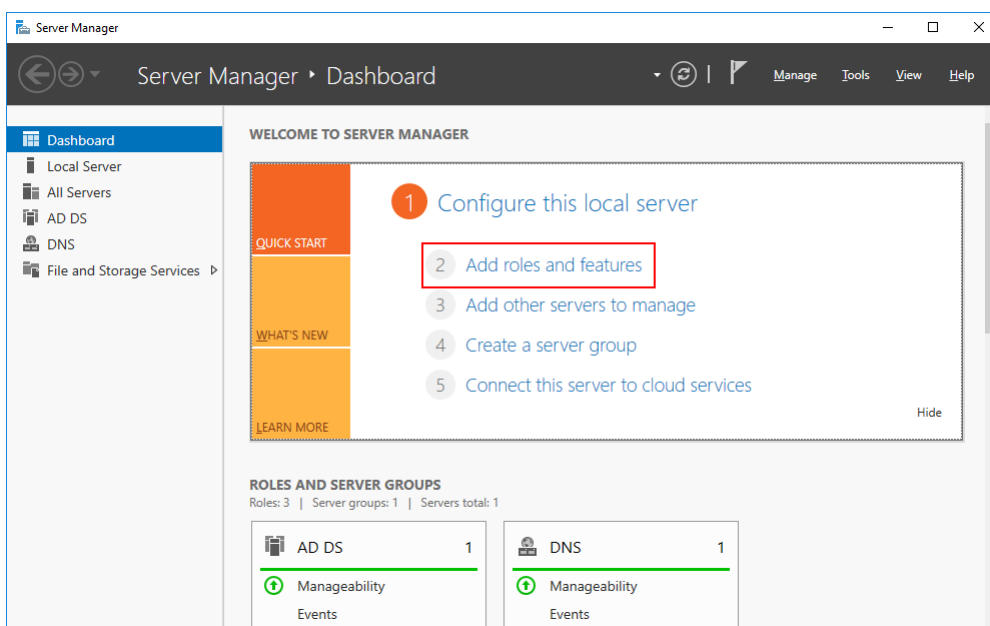 Server Manager
Server Manager ‣ Dashboard
Manage Tools View Help
Dashboard
Local Server
All Servers
AD DS
DNS
File and Storage Services
WELCOME TO SERVER MANAGER
QUICK START
WHAT'S NEW
LEARN MORE
1 Configure this local server
2 Add roles and features
3 Add other servers to manage
4 Create a server group
5 Connect this server to cloud services
Hide
ROLES AND SERVER GROUPS
Roles: 3 | Server groups: 1 | Servers total: 1
AD DS 1
Manageability
Events
DNS 1
Manageability
Events